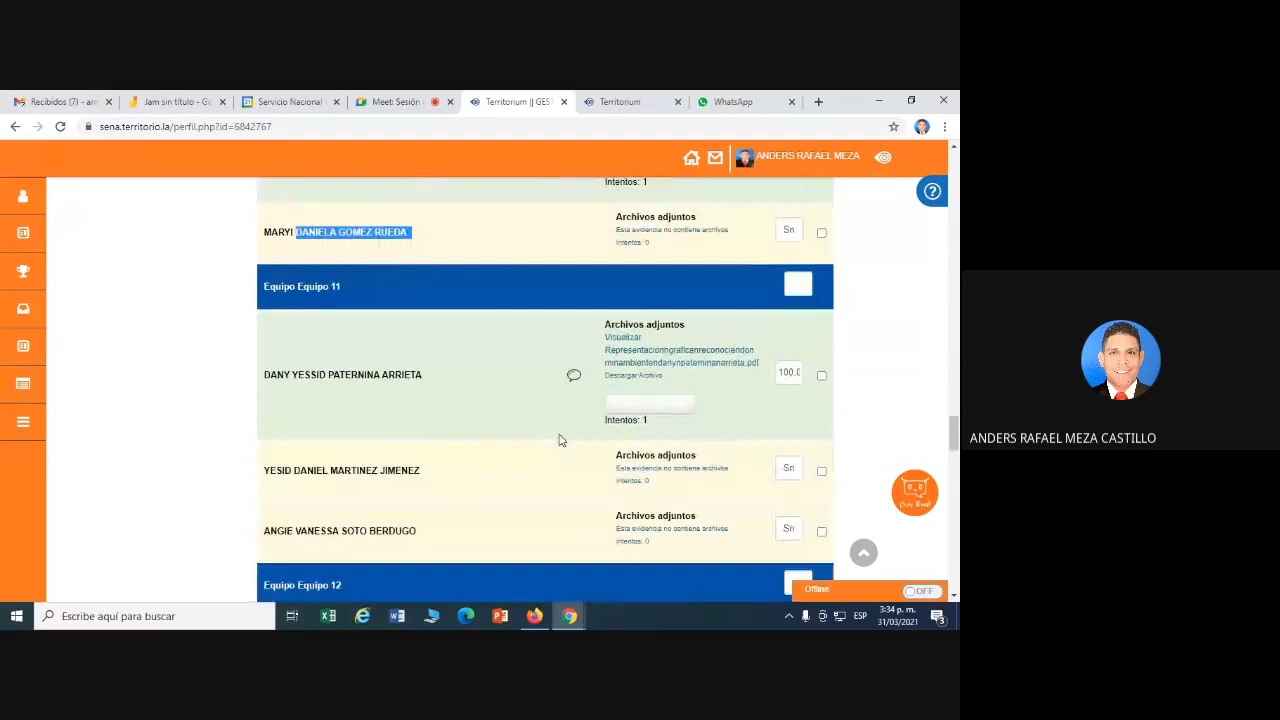 Recibidos (7) - am
Jam sin título - Go
Servicio Nacional
Meet: Sesión
Territorium || GEST
Territorium
WhatsApp
sena.territorio.la/perfil.php?id=6842767
ANDERS RAFAEL MEZA
Intentos: 1
MARYI DANIELA GOMEZ RUEDA
Archivos adjuntos
Esta evidencia no contiene archivos
Intentos: 0
Sn
Equipo Equipo 11
DANY YESSID PATERNINA ARRIETA
Archivos adjuntos
Visualizar
Descargar Archivo
Intentos: 1
100.0
YESID DANIEL MARTINEZ JIMENEZ
Archivos adjuntos
Esta evidencia no contiene archivos
Intentos: 0
Sn
ANGIE VANESSA SOTO BERDUGO
Archivos adjuntos
Esta evidencia no contiene archivos
Intentos: 0
Sn
¡Soy Eva!
Equipo Equipo 12
Offline
OFF
Escribe aquí para buscar
ESP
3:34 p. m.
31/03/2021
3
ANDERS RAFAEL MEZA CASTILLO